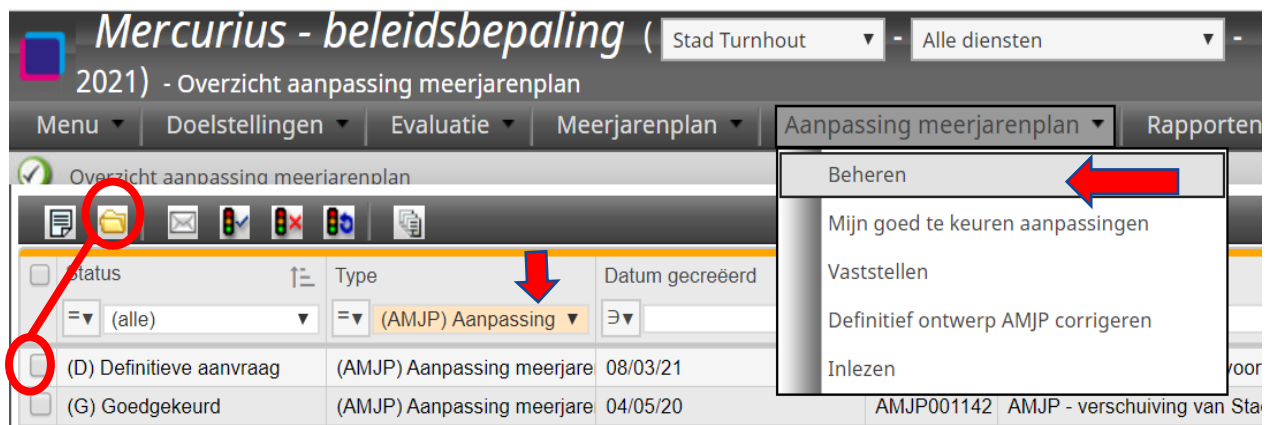 Mercurius - beleidsbepaling ( Stad Turnhout - Alle diensten -
2021) - Overzicht aanpassing meerjarenplan
Menu Doelstellingen Evaluatie Meerjarenplan Aanpassing meerjarenplan Rapporten
Overzicht aanpassing meerjarenplan
Beheren
Mijn goed te keuren aanpassingen
Vaststellen
Definitief ontwerp AMJP corrigeren
Inlezen
Status Type Datum gecreëerd
= (alle) = (AMJP) Aanpassing ∋
(D) Definitieve aanvraag (AMJP) Aanpassing meerjare 08/03/21 voor
(G) Goedgekeurd (AMJP) Aanpassing meerjare 04/05/20 AMJP001142 AMJP - verschuiving van Sta